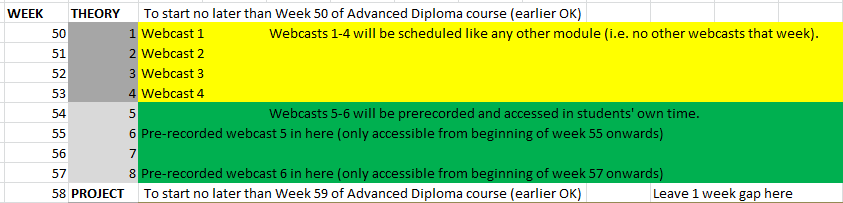 WEEK THEORY To start no later than Week 50 of Advanced Diploma course (earlier OK)
50 1 Webcast 1 Webcasts 1-4 will be scheduled like any other module (i.e. no other webcasts that week).
51 2 Webcast 2
52 3 Webcast 3
53 4 Webcast 4
54 5 Webcasts 5-6 will be prerecorded and accessed in students' own time.
55 6 Pre-recorded webcast 5 in here (only accessible from beginning of week 55 onwards)
56 7
57 8 Pre-recorded webcast 6 in here (only accessible from beginning of week 57 onwards)
58 PROJECT To start no later than Week 59 of Advanced Diploma course (earlier OK) Leave 1 week gap here